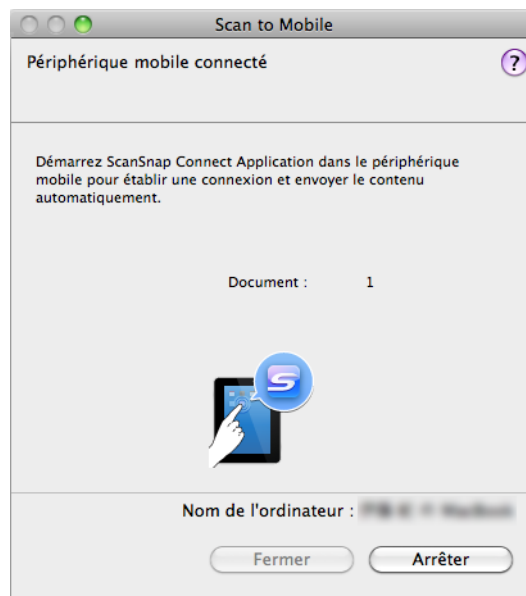 Scan to Mobile
Périphérique mobile connecté
?
Démarrez ScanSnap Connect Application dans le périphérique
mobile pour établir une connexion et envoyer le contenu
automatiquement.
Document : 1
S
Nom de l'ordinateur :
Fermer Arrêter